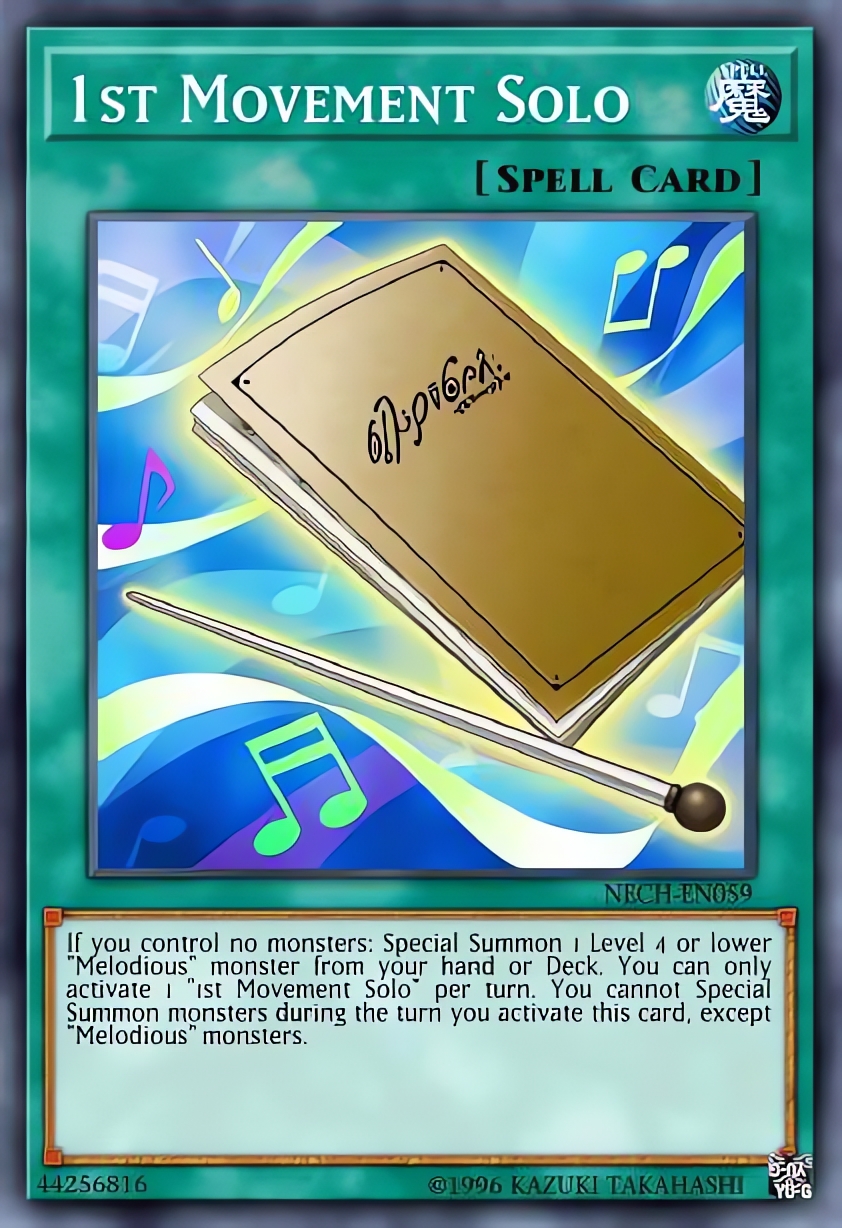 1st Movement Solo
魔
[Spell Card]
NECH-EN059
If you control no monsters: Special Summon 1 Level 4 or lower
"Melodious" monster from your hand or Deck. You can only
activate 1 "1st Movement Solo" per turn. You cannot Special
Summon monsters during the turn you activate this card, except
"Melodious" monsters.
44256816
©1996 KAZUKI TAKAHASHI